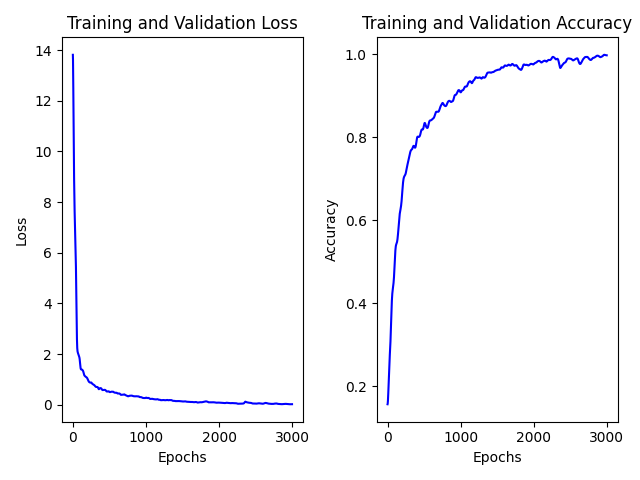 Training and Validation Loss
14
12
10
8
6
4
2
0
Loss
0 1000 2000 3000
Epochs
Training and Validation Accuracy
1.0
0.8
0.6
0.4
0.2
Accuracy
0 1000 2000 3000
Epochs